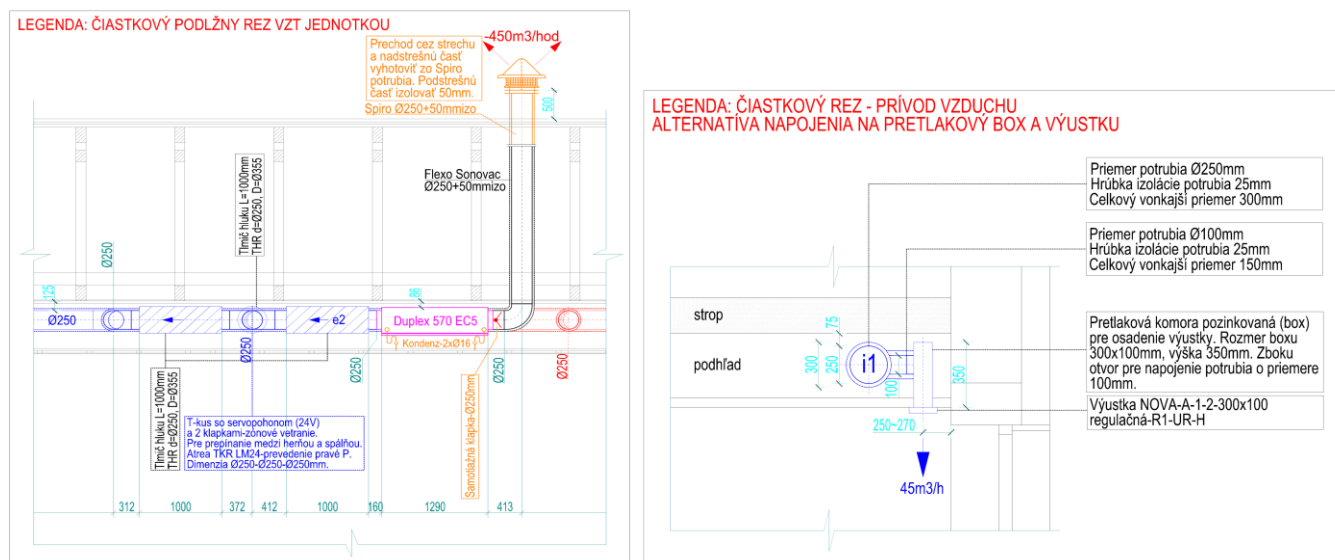 LEGENDA: ČIASTKOVÝ PODLŽNY REZ VZT JEDNOTKOU
-450m3/hod
Prechod cez strechu
a nadstrešnú časť
vyhotoviť zo Spiro
potrubia. Podstrešnú
časť izolovať 50mm.
Spiro Ø250+50mmizo
500
Flexo Sonovac
Ø250+50mmizo
Tlmič hluku L=1000mm
THR d=Ø250, D=Ø355
Ø250
125
86
Ø250
e2
Duplex 570 EC5
Kondenz-2xØ16
Ø250
Ø250
Ø250
Ø250
Tlmič hluku L=1000mm
THR d=Ø250, D=Ø355
T-kus so servopohonom (24V)
a 2 klapkami-zónové vetranie.
Pre prepínanie medzi herňou a spálňou.
Atrea TKR LM24-prevedenie pravé P.
Dimenzia Ø250-Ø250-Ø250mm.
Samotiažná klapka-Ø250mm
312
1000
372
412
1000
160
1290
413
LEGENDA: ČIASTKOVÝ REZ - PRÍVOD VZDUCHU
ALTERNATÍVA NAPOJENIA NA PRETLAKOVÝ BOX A VÝUSTKU
Priemer potrubia Ø250mm
Hrúbka izolácie potrubia 25mm
Celkový vonkajší priemer 300mm
Priemer potrubia Ø100mm
Hrúbka izolácie potrubia 25mm
Celkový vonkajší priemer 150mm
strop
75
podhľad
300
250
i1
100
350
Pretlaková komora pozinkovaná (box)
pre osadenie výustky. Rozmer boxu
300x100mm, výška 350mm. Zboku
otvor pre napojenie potrubia o priemere
100mm.
Výustka NOVA-A-1-2-300x100
regulačná-R1-UR-H
250~270
45m3/h